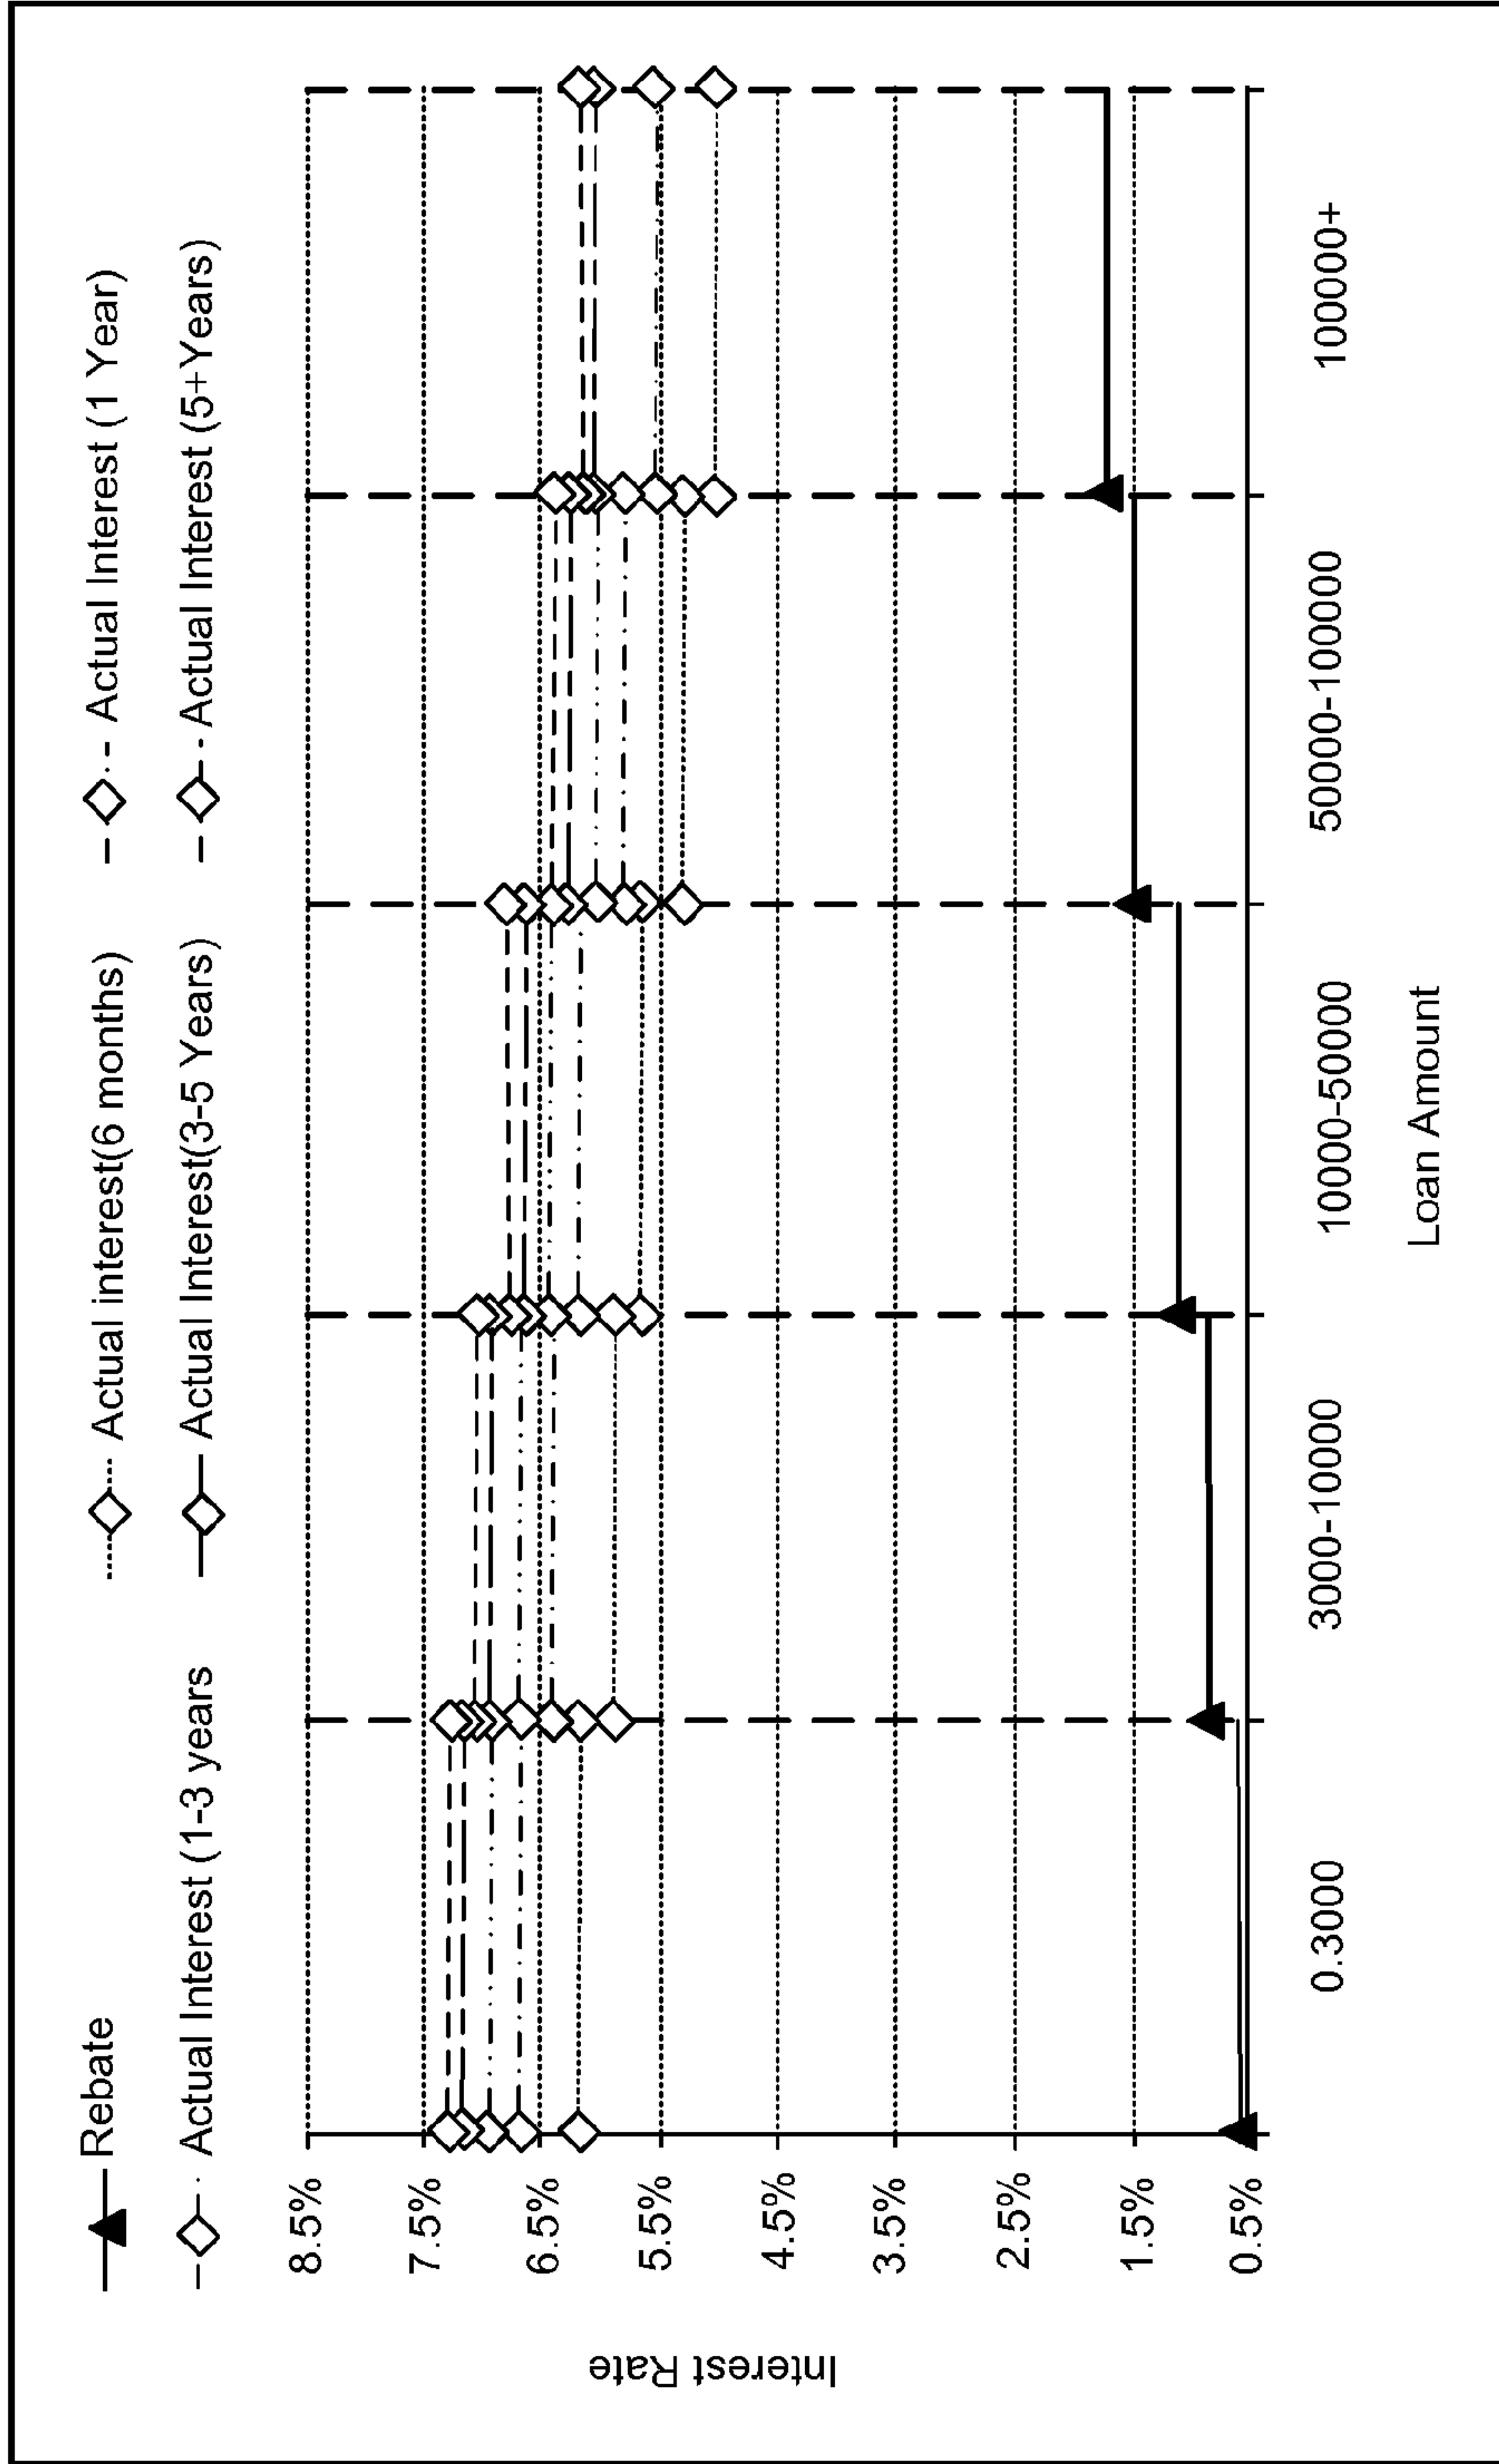 Rebate
Actual interest(6 months)
Actual Interest (1 Year)
Actual Interest (1-3 years
Actual Interest(3-5 Years)
Actual Interest (5+Years)
8.5%
7.5%
6.5%
5.5%
4.5%
3.5%
2.5%
1.5%
0.5%
Interest Rate
0.3000
3000-10000
10000-50000
50000-100000
100000+
Loan Amount